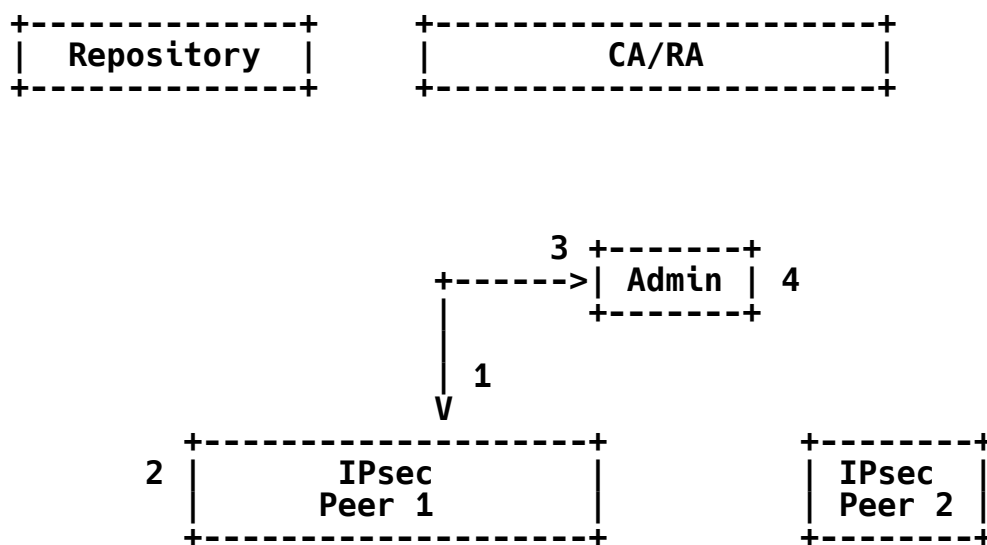 +--------------+      +-----------------------+
|  Repository  |      |         CA/RA         |
+--------------+      +-----------------------+
3 +-------+
+------>| Admin | 4
|       +-------+
|
| 1
V
+--------------------+          +--------+
2 |       IPsec        |          | IPsec  |
|      Peer 1        |          | Peer 2 |
+--------------------+          +--------+